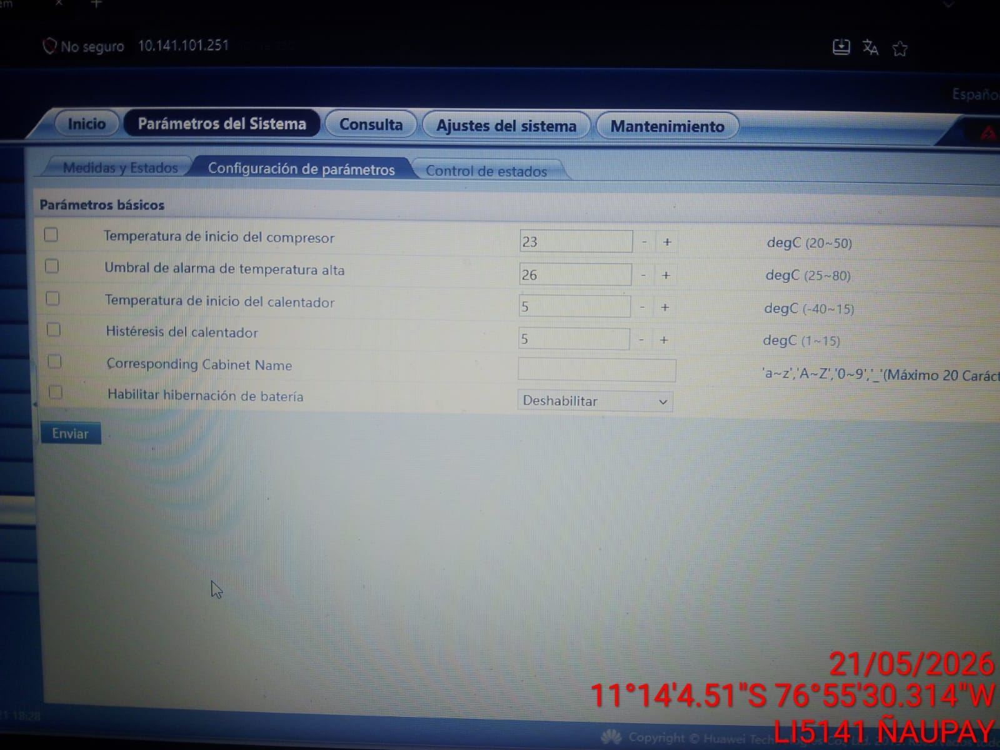 No seguro 10.141.101.251
Inicio Parámetros del Sistema Consulta Ajustes del sistema Mantenimiento
Medidas y Estados Configuración de parámetros Control de estados
Parámetros básicos
Temperatura de inicio del compresor 23 - + degC (20~50)
Umbral de alarma de temperatura alta 26 - + degC (25~80)
Temperatura de inicio del calentador 5 - + degC (-40~15)
Histéresis del calentador 5 - + degC (1~15)
Corresponding Cabinet Name 'a~z','A~Z','0~9','_'(Máximo 20 Caráct
Habilitar hibernación de batería Deshabilitar
Enviar
21/05/2026
11°14'4.51"S 76°55'30.314"W
18:28
Copyright © Huawei
LI5141 ÑAUPAY